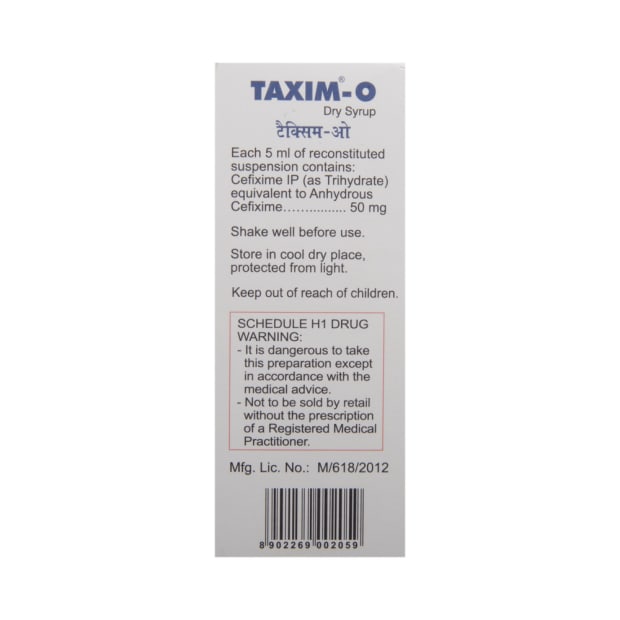 TAXIM®-O
Dry Syrup
टैक्सिम-ओ
Each 5 ml of reconstituted
suspension contains:
Cefixime IP (as Trihydrate)
equivalent to Anhydrous
Cefixime................ 50 mg
Shake well before use.
Store in cool dry place,
protected from light.
Keep out of reach of children.
SCHEDULE H1 DRUG
WARNING:
- It is dangerous to take
this preparation except
in accordance with the
medical advice.
- Not to be sold by retail
without the prescription
of a Registered Medical
Practitioner.
Mfg. Lic. No.: M/618/2012
8 902269 002059